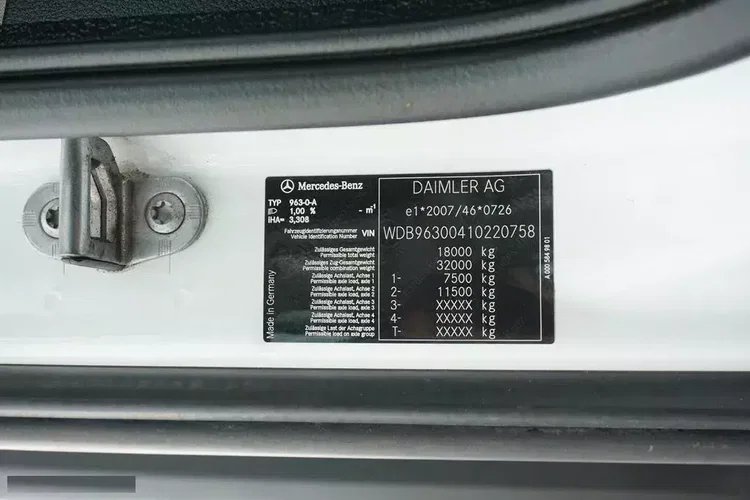 Mercedes-Benz
TYP 963-0-A
1,00 % - m⁻¹
IHA= 3,308
Fahrzeugidentifizierungsnummer
Vehicle Identification Number VIN
Zulässiges Gesamtgewicht
Permissible total weight
Zulässiges Zug-Gesamtgewicht
Permissible combination weight
Zulässige Achslast, Achse 1
Permissible axle load, axle 1
Zulässige Achslast, Achse 2
Permissible axle load, axle 2
Zulässige Achslast, Achse 3
Permissible axle load, axle 3
Zulässige Achslast, Achse 4
Permissible axle load, axle 4
Zulässige Last der Achsgruppe
Permissible load on axle group
Made In Germany
DAIMLER AG
e1*2007/46*0726
WDB96300410220758
18000 kg
32000 kg
1- 7500 kg
2- 11500 kg
3- XXXXX kg
4- XXXXX kg
T- XXXXX kg
A 000 584 98 01